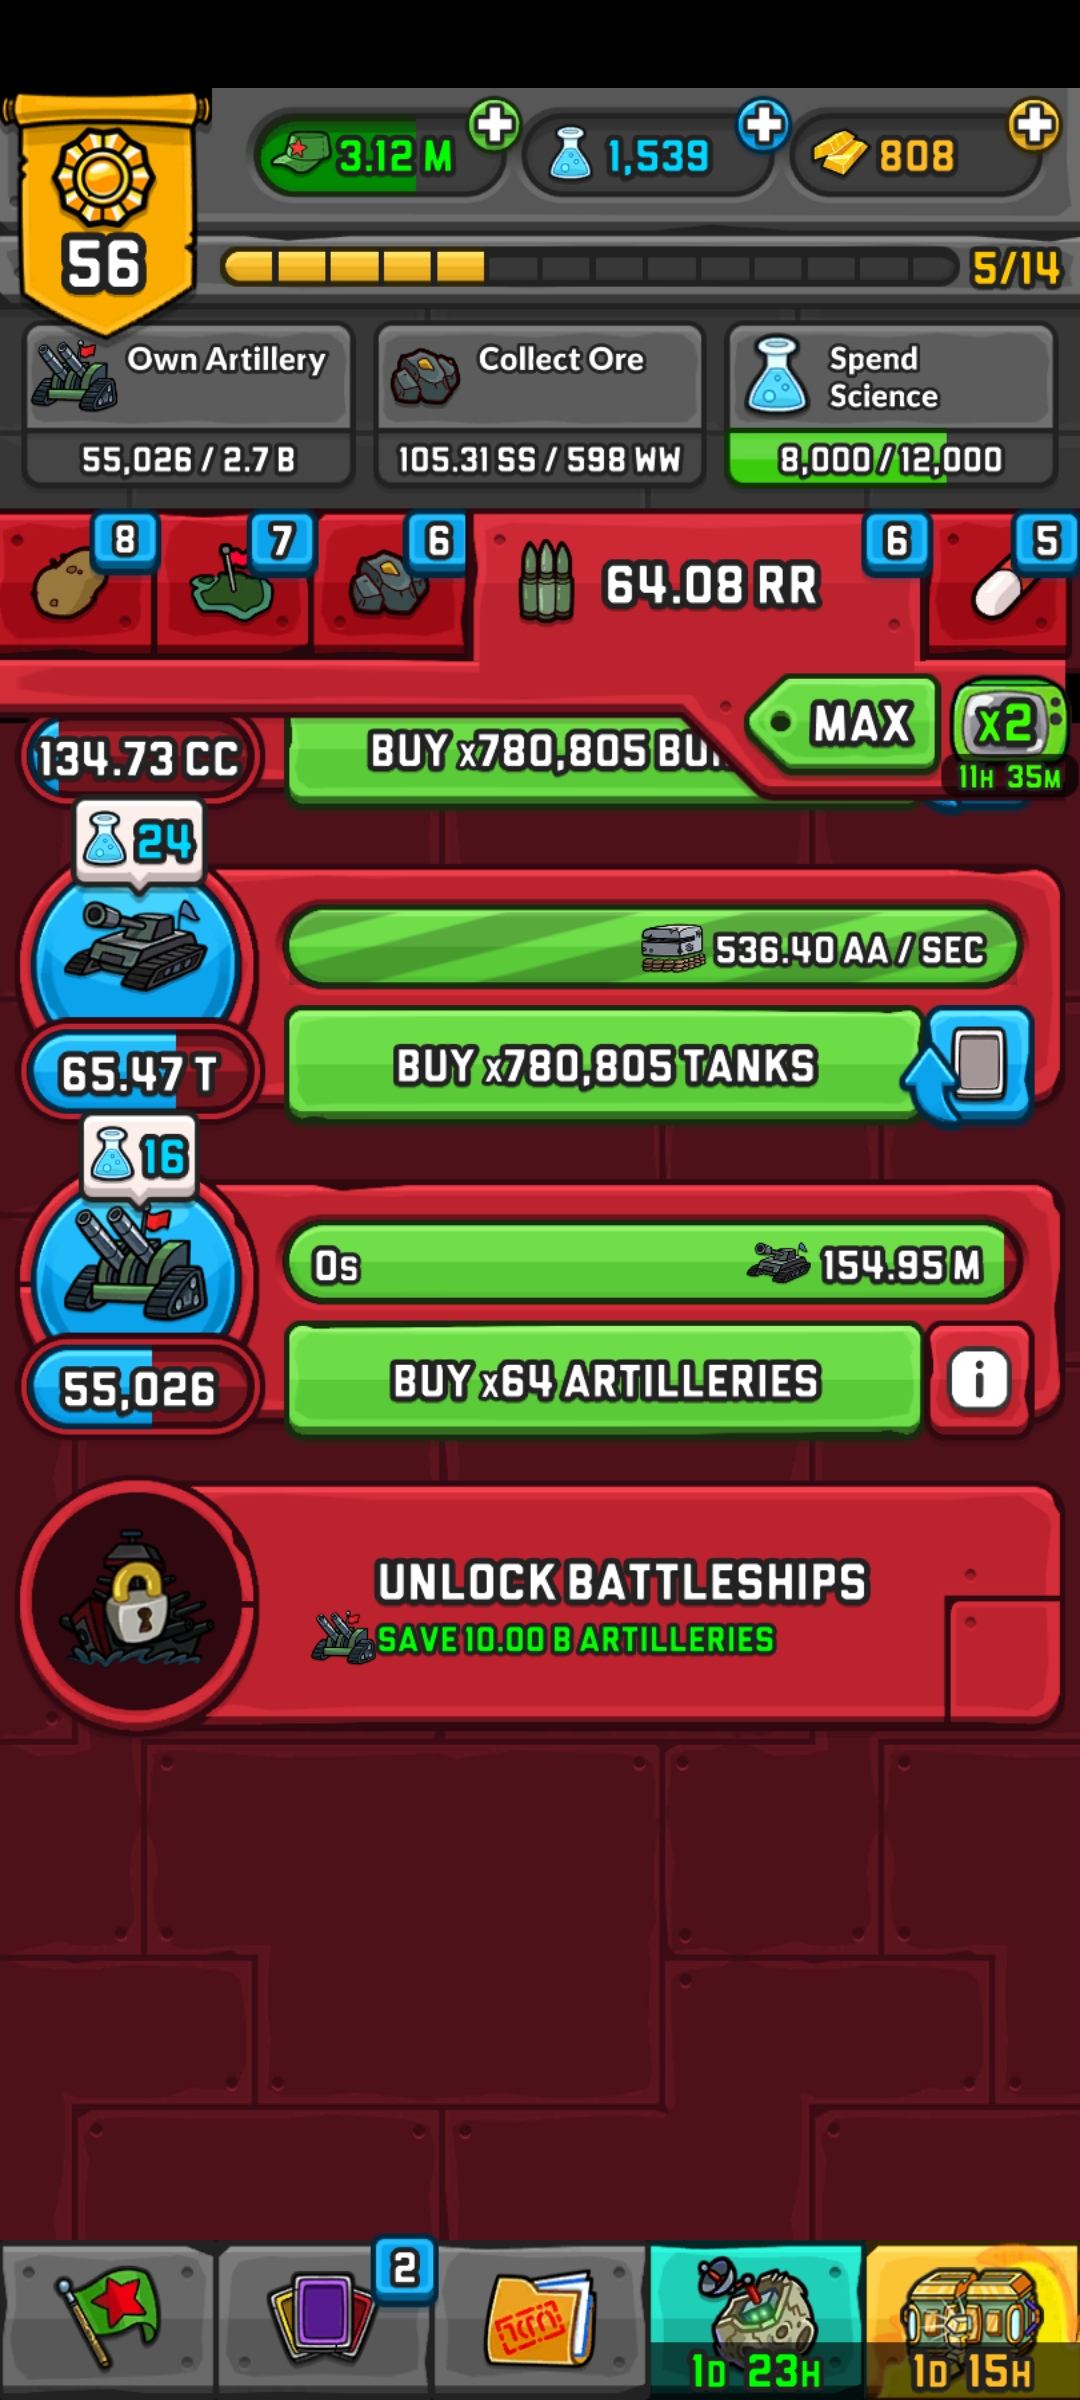 3.12 M
1,539
808
56
5/14
Own Artillery
55,026 / 2.7 B
Collect Ore
105.31 SS / 598 WW
Spend
Science
8,000 / 12,000
8
7
6
64.08 RR
6
5
MAX
x2
11H 35M
134.73 CC
BUY x780,805
24
536.40 AA / SEC
65.47 T
BUY x780,805 TANKS
16
0s
154.95 M
55,026
BUY x64 ARTILLERIES
i
UNLOCK BATTLESHIPS
SAVE 10.00 B ARTILLERIES
2
1D 23H
1D 15H